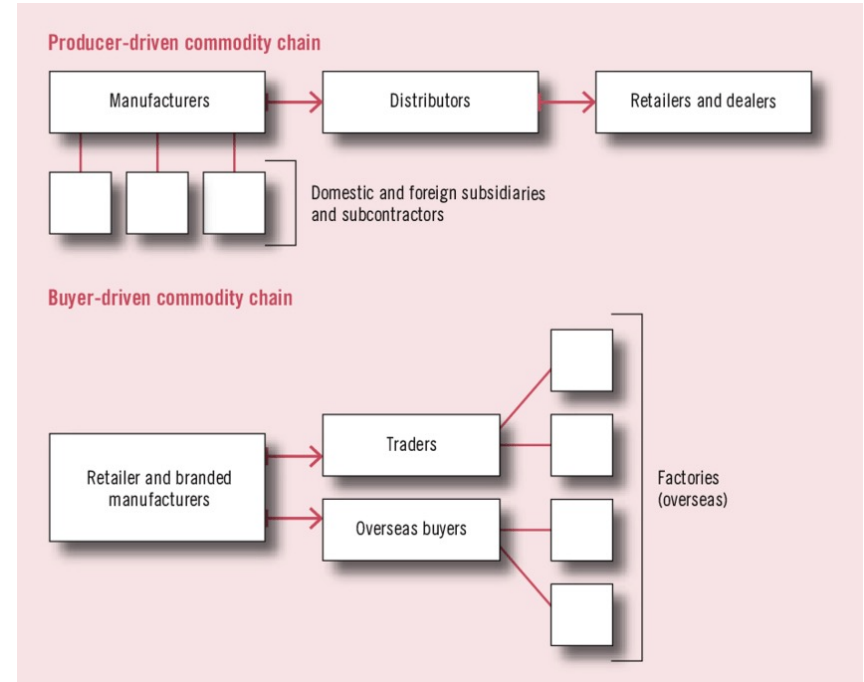 Producer-driven commodity chain
Manufacturers
Distributors
Retailers and dealers
Domestic and foreign subsidiaries
and subcontractors
Buyer-driven commodity chain
Retailer and branded
manufacturers
Traders
Overseas buyers
Factories
(overseas)